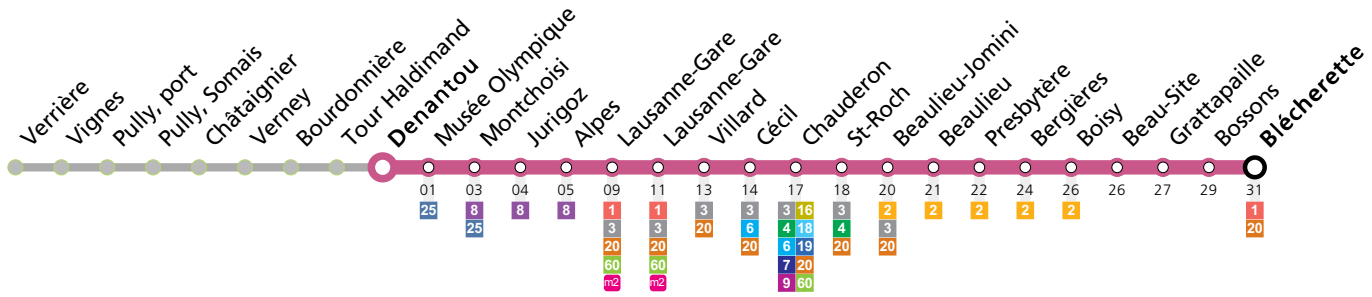 Verrière
Vignes
Pully, port
Pully, Somais
Châtaignier
Verney
Bourdonnière
Tour Haldimand
Denantou
Musée Olympique
Montchoisi
Jurigoz
Alpes
Lausanne-Gare
Lausanne-Gare
Villard
Cécil
Chauderon
St-Roch
Beaulieu-Jomini
Beaulieu
Presbytère
Bergières
Boisy
Beau-Site
Grattapaille
Bossons
Blécherette
01 03 04 05 09 11 13 14 17 18 20 21 22 24 26 26 27 29 31
25 8 8 8 1 1 3 3 3 16 3 2 2 2 2 2 1
25 3 3 20 6 4 18 4 3 20
20 20 20 6 19 20 20
60 60 7 20
m2 m2 9 60